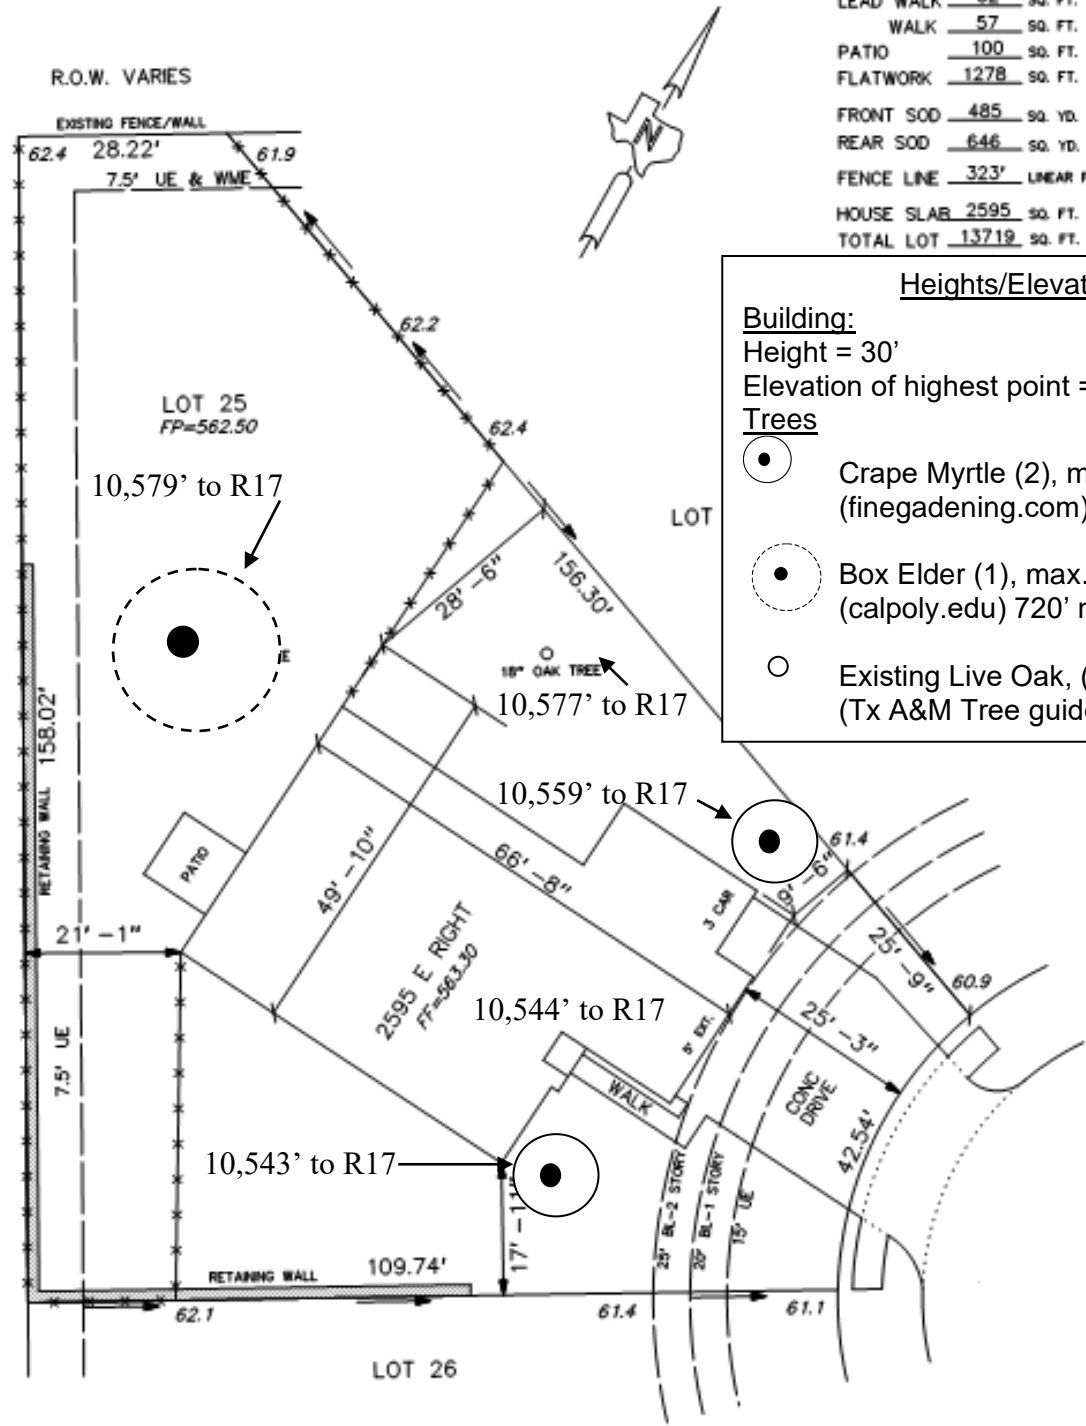 LEAD WALK SQ. FT.
WALK 57 SQ. FT.
PATIO 100 SQ. FT.
FLATWORK 1278 SQ. FT.
FRONT SOD 485 SQ. YD.
REAR SOD 646 SQ. YD.
FENCE LINE 323' LINEAR F
HOUSE SLAB 2595 SQ. FT.
TOTAL LOT 13719 SQ. FT.
R.O.W. VARIES
EXISTING FENCE/WALL
62.4 28.22' 61.9
7.5' UE & WME
N
62.2
62.4
LOT 25
FP=562.50
10,579' to R17
Heights/Elevat
Building:
Height = 30'
Elevation of highest point =
Trees
Crape Myrtle (2), m
(finegadening.com)
Box Elder (1), max.
(calpoly.edu) 720' r
Existing Live Oak, (
(Tx A&M Tree guide
LOT
156.30'
28'-6"
18" OAK TREE
10,577' to R17
E
RETAINING WALL 158.02'
10,559' to R17
61.4
9'-6"
66'-8"
49'-10"
PATIO
3 CAR
21'-1"
25'-9"
60.9
2595 E RIGHT
FF=563.30
10,544' to R17
5' EXT.
25'-3"
7.5' UE
WALK
CONC
DRIVE
42.54'
10,543' to R17
17'-11"
25' BL-2 STORY
20' BL-1 STORY
15' UE
RETAINING WALL 109.74'
62.1
61.4
61.1
LOT 26